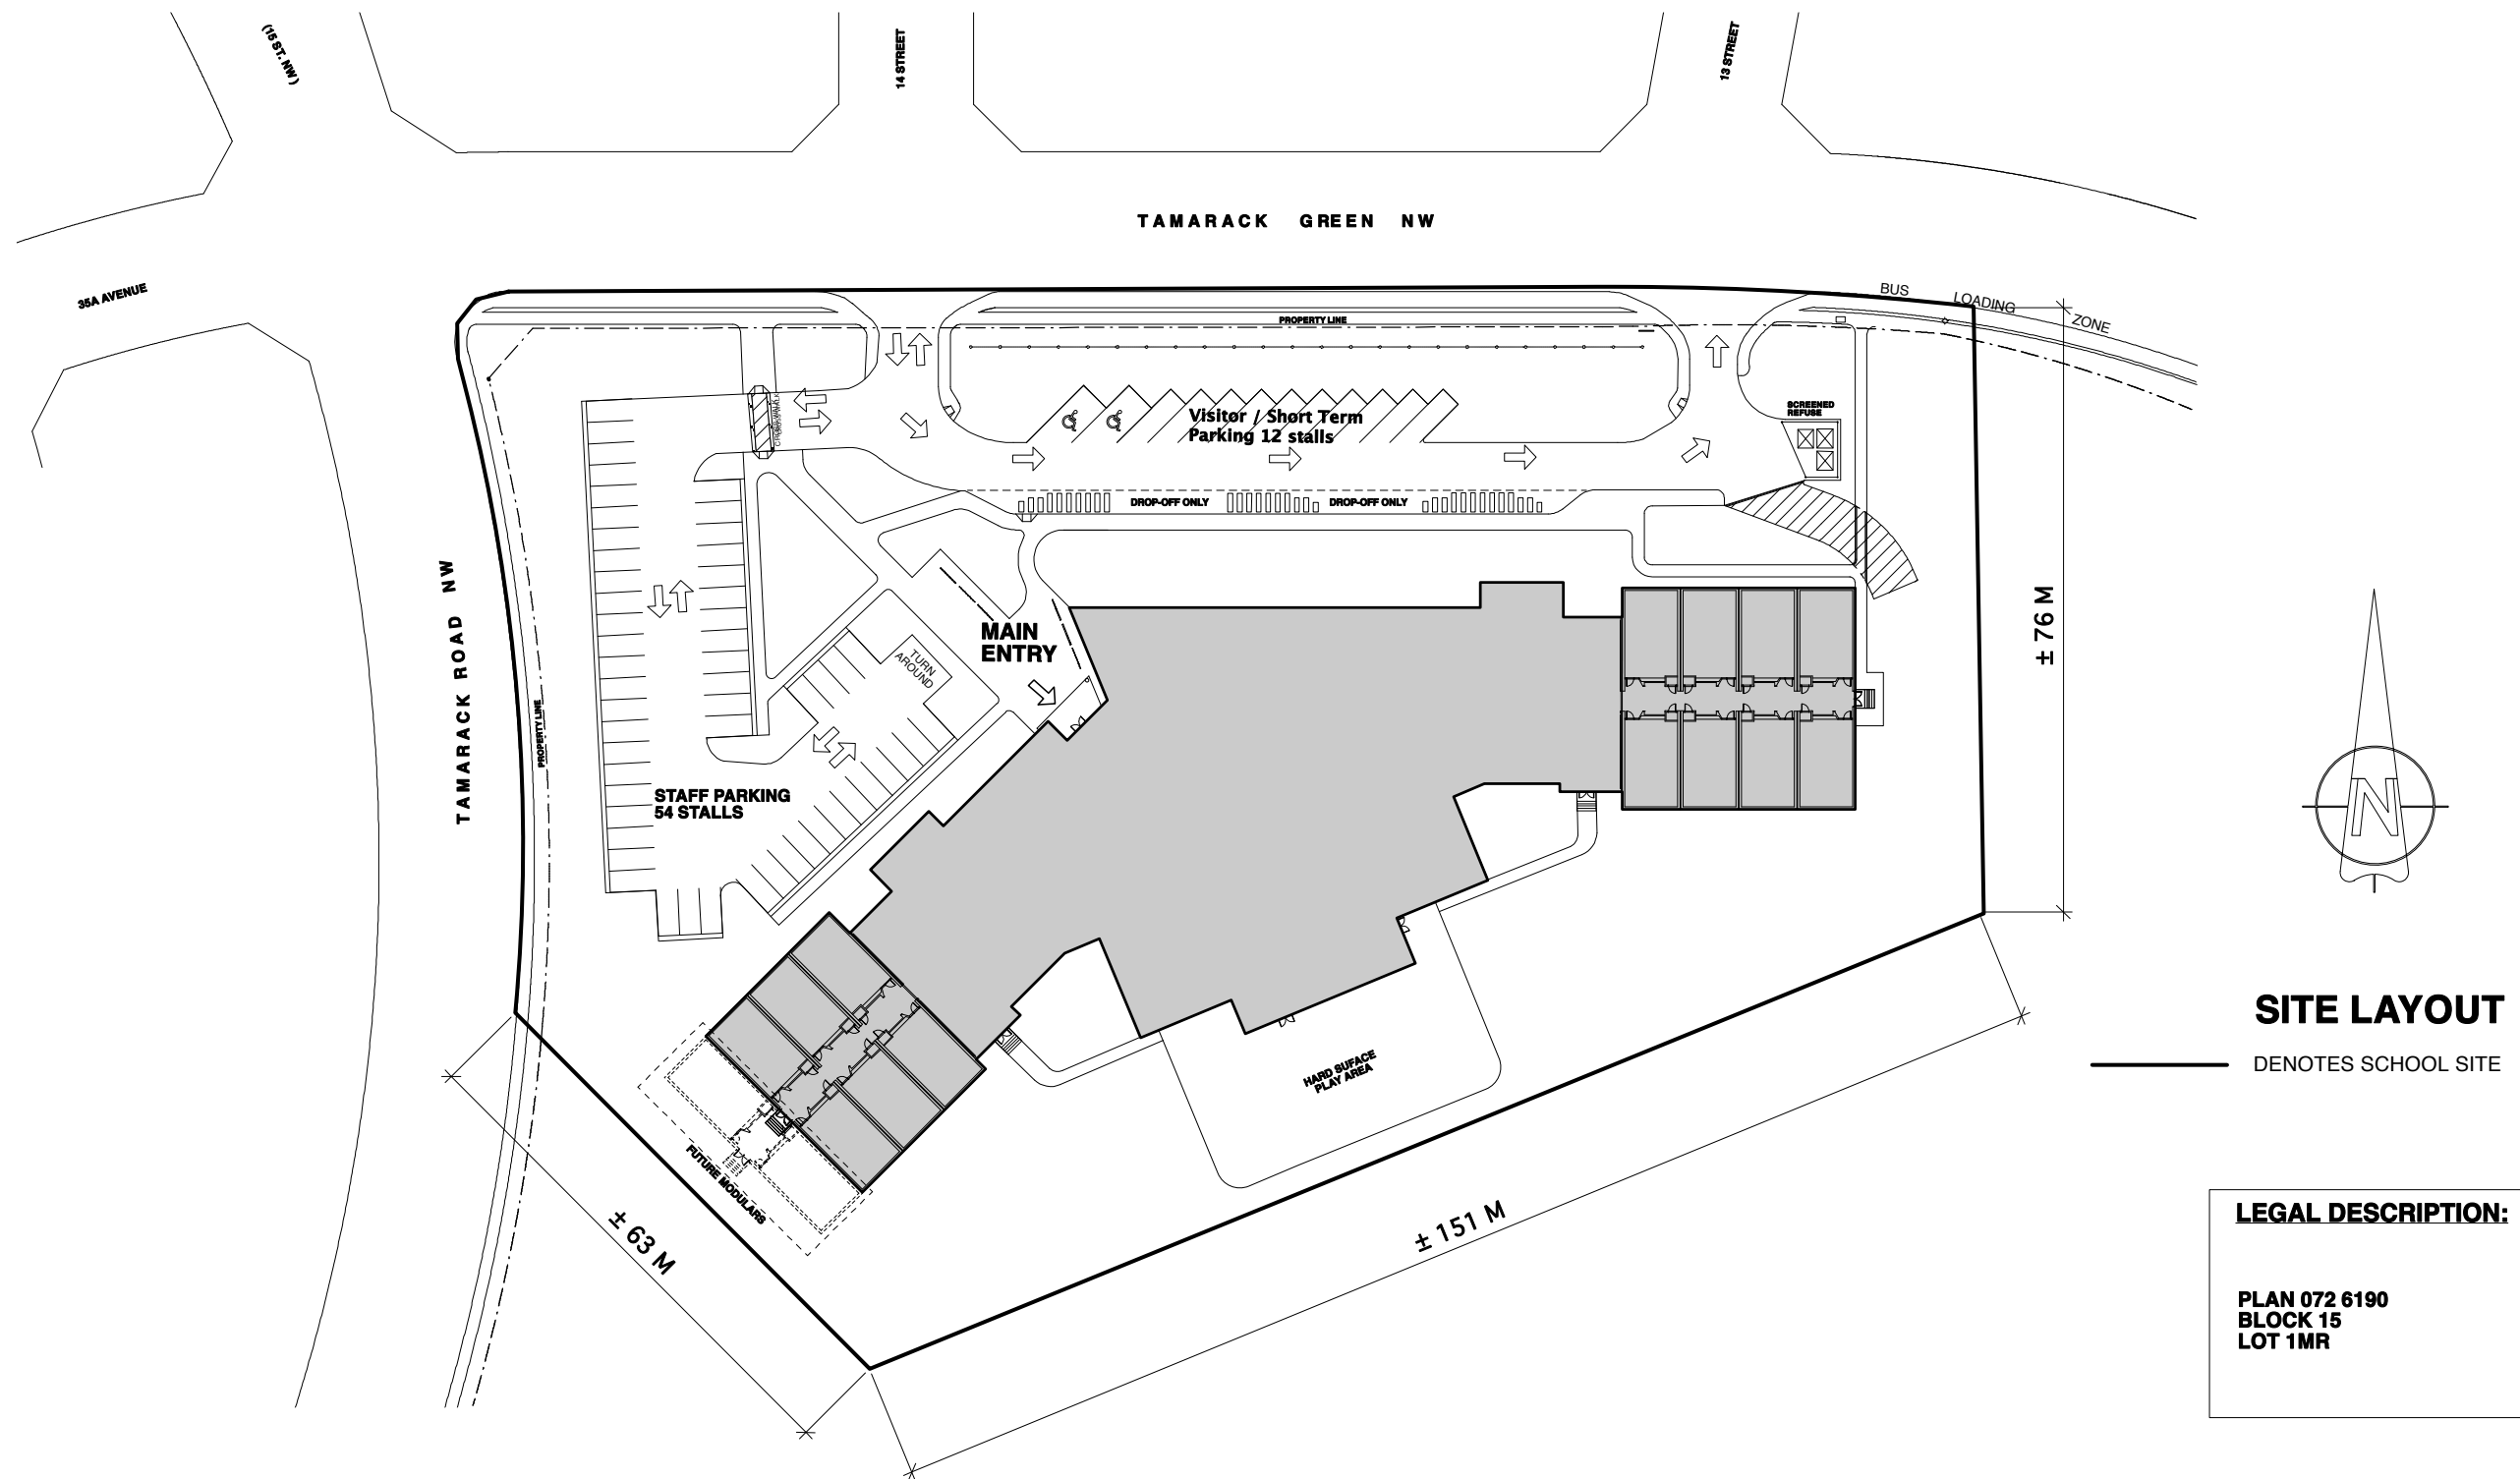 (15 ST. NW)
14 STREET
13 STREET
TAMARACK GREEN NW
35A AVENUE
BUS LOADING ZONE
PROPERTY LINE
CROSSWALK
Visitor / Short Term
Parking 12 stalls
SCREENED
REFUSE
DROP-OFF ONLY
DROP-OFF ONLY
TAMARACK ROAD NW
PROPERTY LINE
MAIN
ENTRY
TURN
AROUND
± 76 M
STAFF PARKING
54 STALLS
N
HARD SUFACE
PLAY AREA
FUTURE MODULARS
± 63 M
± 151 M
SITE LAYOUT
DENOTES SCHOOL SITE
LEGAL DESCRIPTION:
PLAN 072 6190
BLOCK 15
LOT 1MR